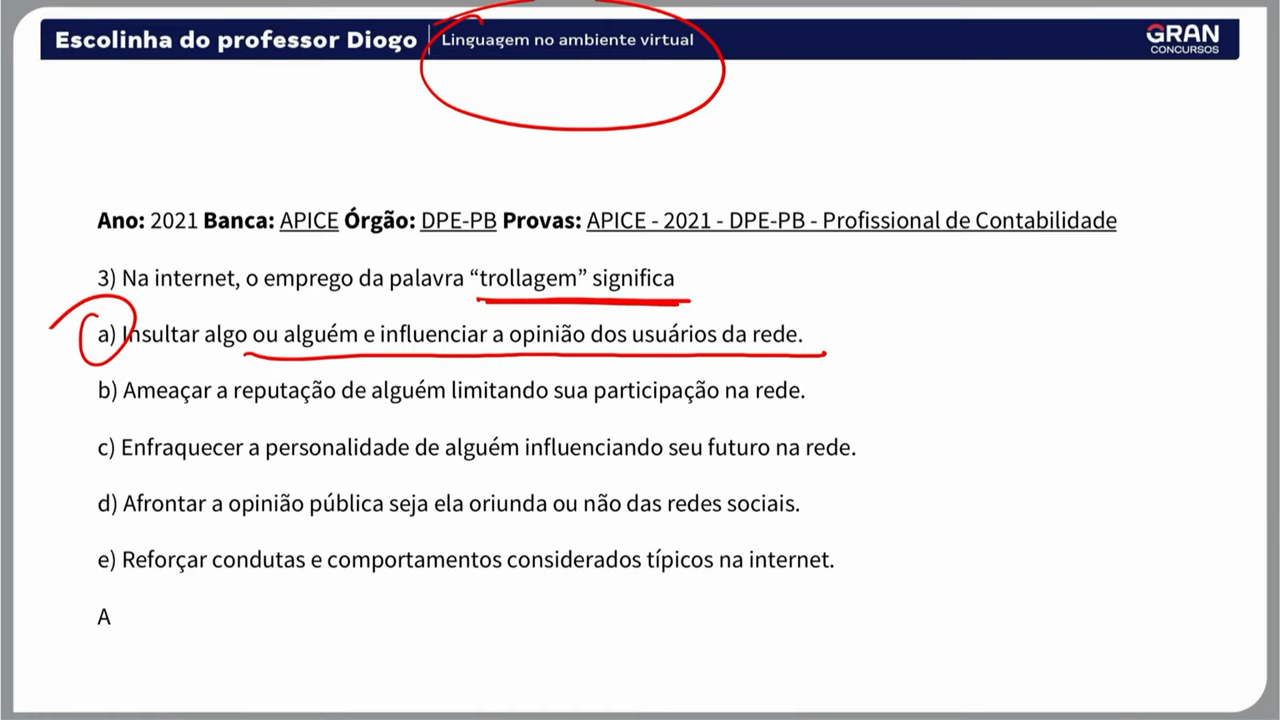 Escolinha do professor Diogo Linguagem no ambiente virtual GRAN CONCURSOS
Ano: 2021 Banca: APICE Órgão: DPE-PB Provas: APICE - 2021 - DPE-PB - Profissional de Contabilidade
3) Na internet, o emprego da palavra “trollagem” significa
a) Insultar algo ou alguém e influenciar a opinião dos usuários da rede.
b) Ameaçar a reputação de alguém limitando sua participação na rede.
c) Enfraquecer a personalidade de alguém influenciando seu futuro na rede.
d) Afrontar a opinião pública seja ela oriunda ou não das redes sociais.
e) Reforçar condutas e comportamentos considerados típicos na internet.
A